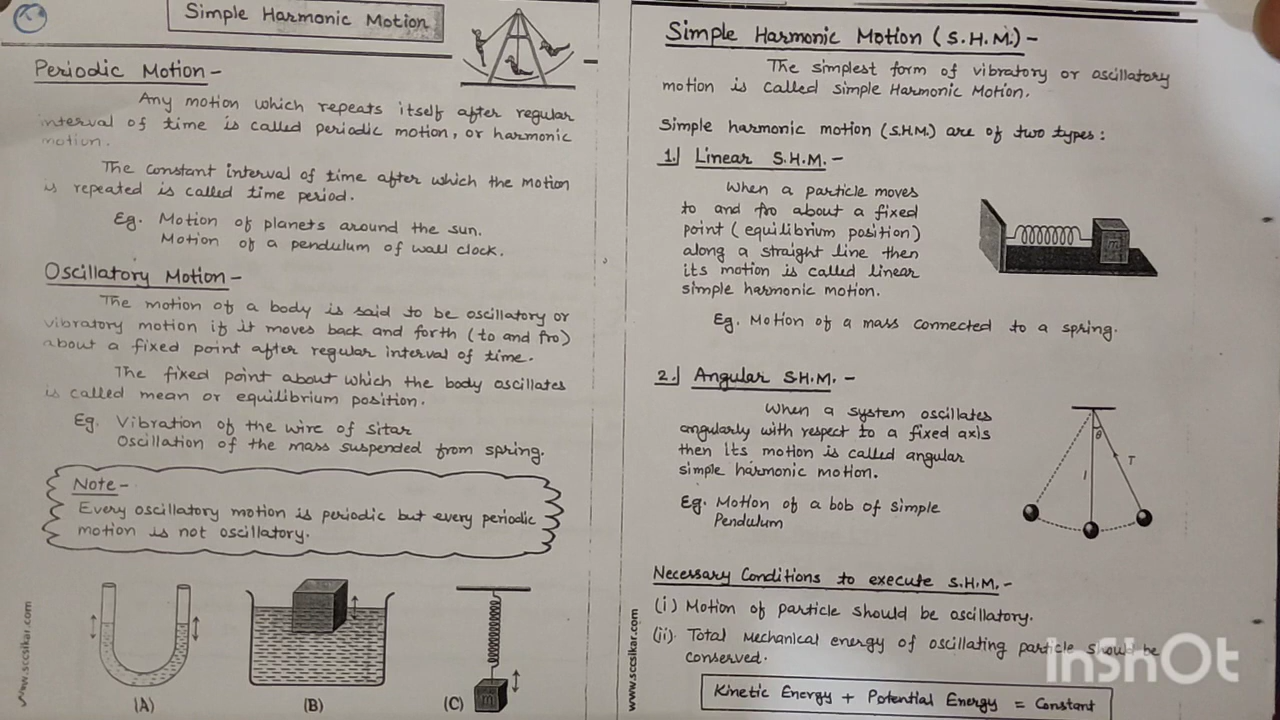 Simple Harmonic Motion
Periodic Motion -
Any motion which repeats itself after regular
interval of time is called periodic motion, or harmonic
motion.
The constant interval of time after which the motion
is repeated is called time period.
Eg. Motion of planets around the sun.
Motion of a pendulum of wall clock.
Oscillatory Motion -
The motion of a body is said to be oscillatory or
vibratory motion if it moves back and forth (to and fro)
about a fixed point after regular interval of time.
The fixed point about which the body oscillates
is called mean or equilibrium position.
Eg. Vibration of the wire of sitar
Oscillation of the mass suspended from spring.
Note -
Every oscillatory motion is periodic but every periodic
motion is not oscillatory.
m
(A) (B) (C)
www.sccsikar.com
Simple Harmonic Motion (S.H.M.) -
The simplest form of vibratory or oscillatory
motion is called simple Harmonic Motion.
Simple harmonic motion (S.H.M.) are of two types:
1.] Linear S.H.M. -
When a particle moves
to and fro about a fixed
point (equilibrium position)
along a straight line then
its motion is called linear
simple harmonic motion.
m
Eg. Motion of a mass connected to a spring.
2.] Angular S.H.M. -
When a system oscillates
angularly with respect to a fixed axis
then its motion is called angular
simple harmonic motion.
Eg. Motion of a bob of simple
Pendulum
θ
T
l
Necessary Conditions to execute S.H.M. -
(i) Motion of particle should be oscillatory.
(ii) Total Mechanical energy of oscillating particle should be
conserved.
Kinetic Energy + Potential Energy = Constant
www.sccsikar.com
InShOt